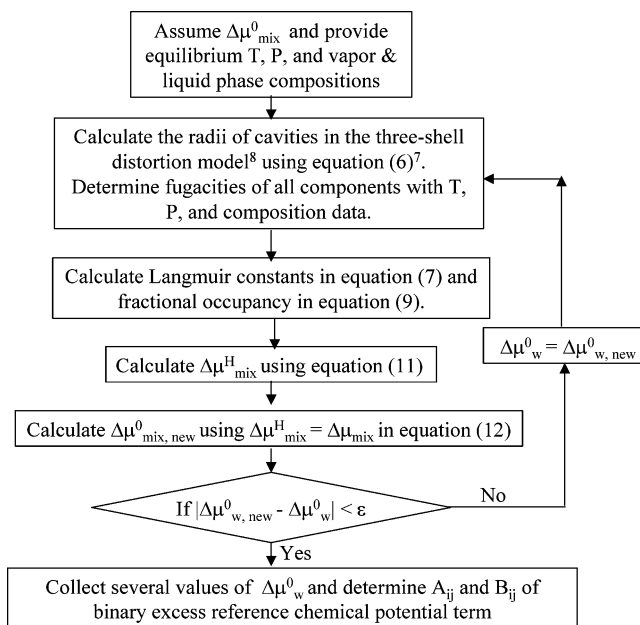 Assume Δμ⁰mix and provide
equilibrium T, P, and vapor &
liquid phase compositions
Calculate the radii of cavities in the three-shell
distortion model⁸ using equation (6)⁷.
Determine fugacities of all components with T,
P, and composition data.
Calculate Langmuir constants in equation (7) and
fractional occupancy in equation (9).
Calculate Δμᴴmix using equation (11)
Δμ⁰w = Δμ⁰w, new
Calculate Δμ⁰mix, new using Δμᴴmix = Δμmix in equation (12)
If |Δμ⁰w, new - Δμ⁰w| < ε
No
Yes
Collect several values of Δμ⁰w and determine Aij and Bij of
binary excess reference chemical potential term